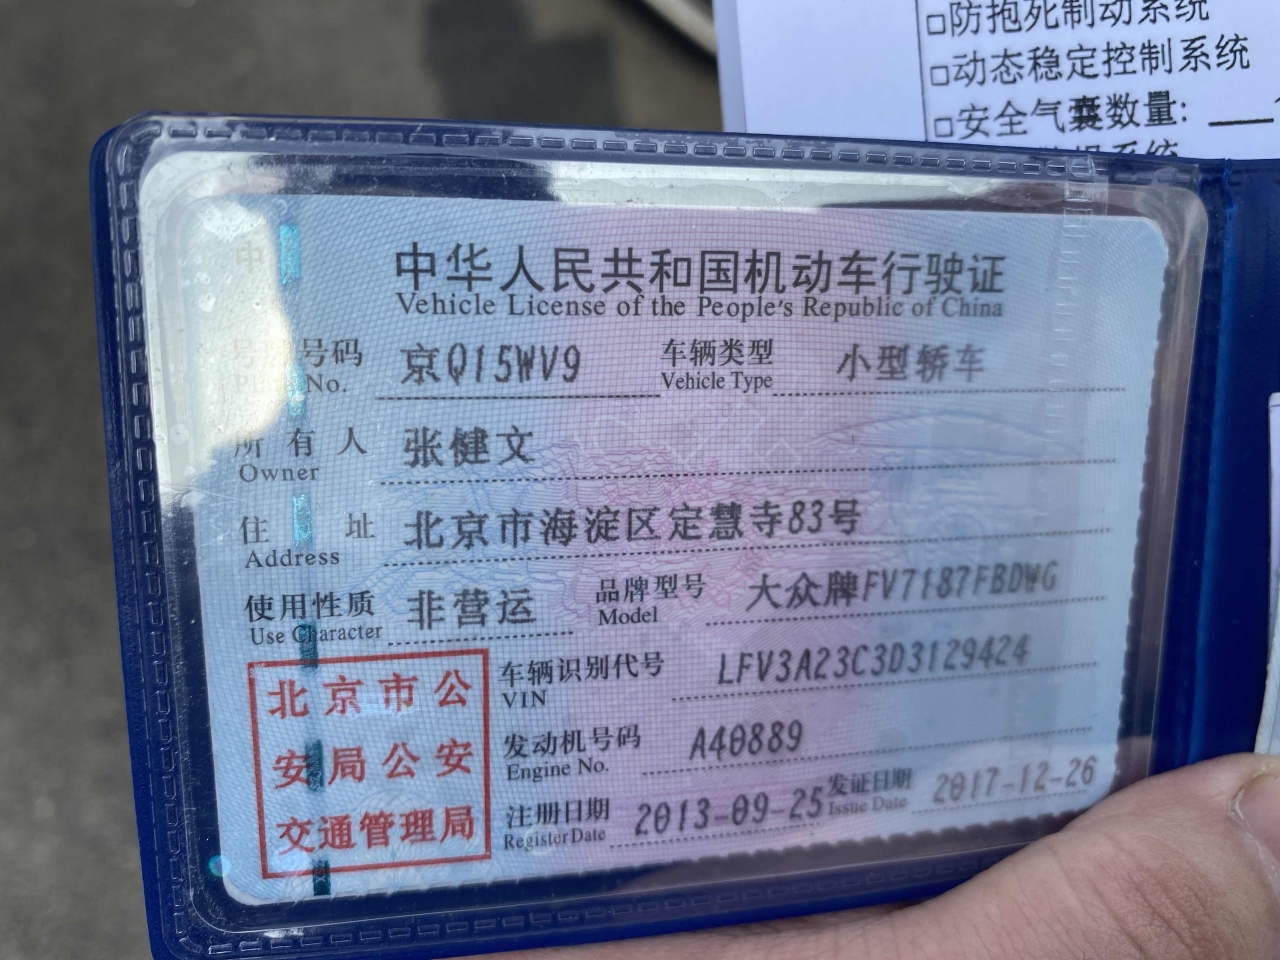 □防抱死制动系统
□动态稳定控制系统
□安全气囊数量:
中华人民共和国机动车行驶证
Vehicle License of the People's Republic of China
号码 京Q15WV9 车辆类型 小型轿车
No. Vehicle Type
所有人 张健文
Owner
住址 北京市海淀区定慧寺83号
Address
使用性质 非营运 品牌型号 大众牌FV7187FBDWG
Use Character Model
北京市公
安局公安
交通管理局
车辆识别代号 LFV3A23C3D3129424
VIN
发动机号码 A40889
Engine No.
注册日期 2013-09-25 发证日期 2017-12-26
Register Date Issue Date